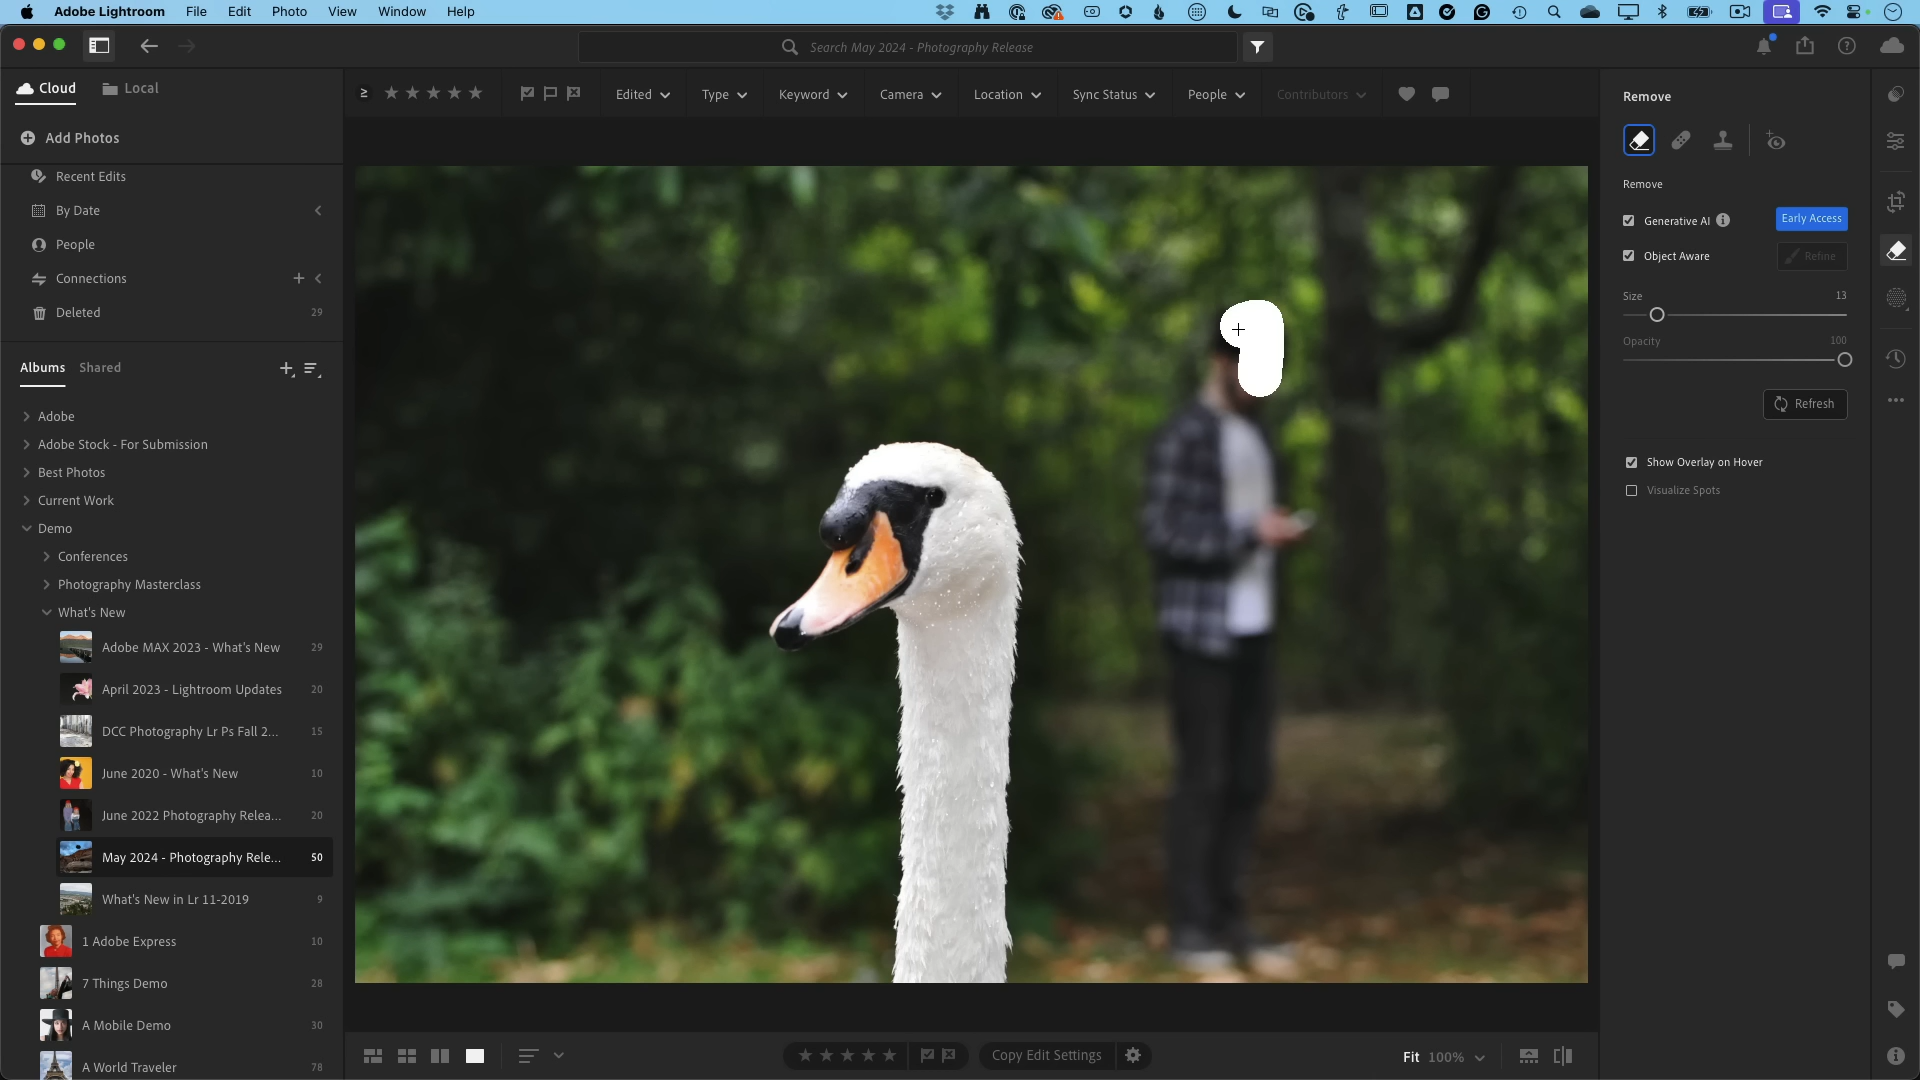 Adobe Lightroom File Edit Photo View Window Help
Search May 2024 - Photography Release
Cloud Local
Add Photos
Recent Edits
By Date
People
Connections
Deleted 29
Albums Shared
Adobe
Adobe Stock - For Submission
Best Photos
Current Work
Demo
Conferences
Photography Masterclass
What's New
Adobe MAX 2023 - What's New 29
April 2023 - Lightroom Updates 20
DCC Photography Lr Ps Fall 2... 15
June 2020 - What's New 10
June 2022 Photography Relea... 20
May 2024 - Photography Rele... 50
What's New in Lr 11-2019 9
1 Adobe Express 10
7 Things Demo 28
A Mobile Demo 30
A World Traveler 78
≥ Edited Type Keyword Camera Location Sync Status People Contributors
Copy Edit Settings
Fit 100%
Remove
Remove
Generative AI Early Access
Object Aware Refine
Size 13
Opacity 100
Refresh
Show Overlay on Hover
Visualize Spots